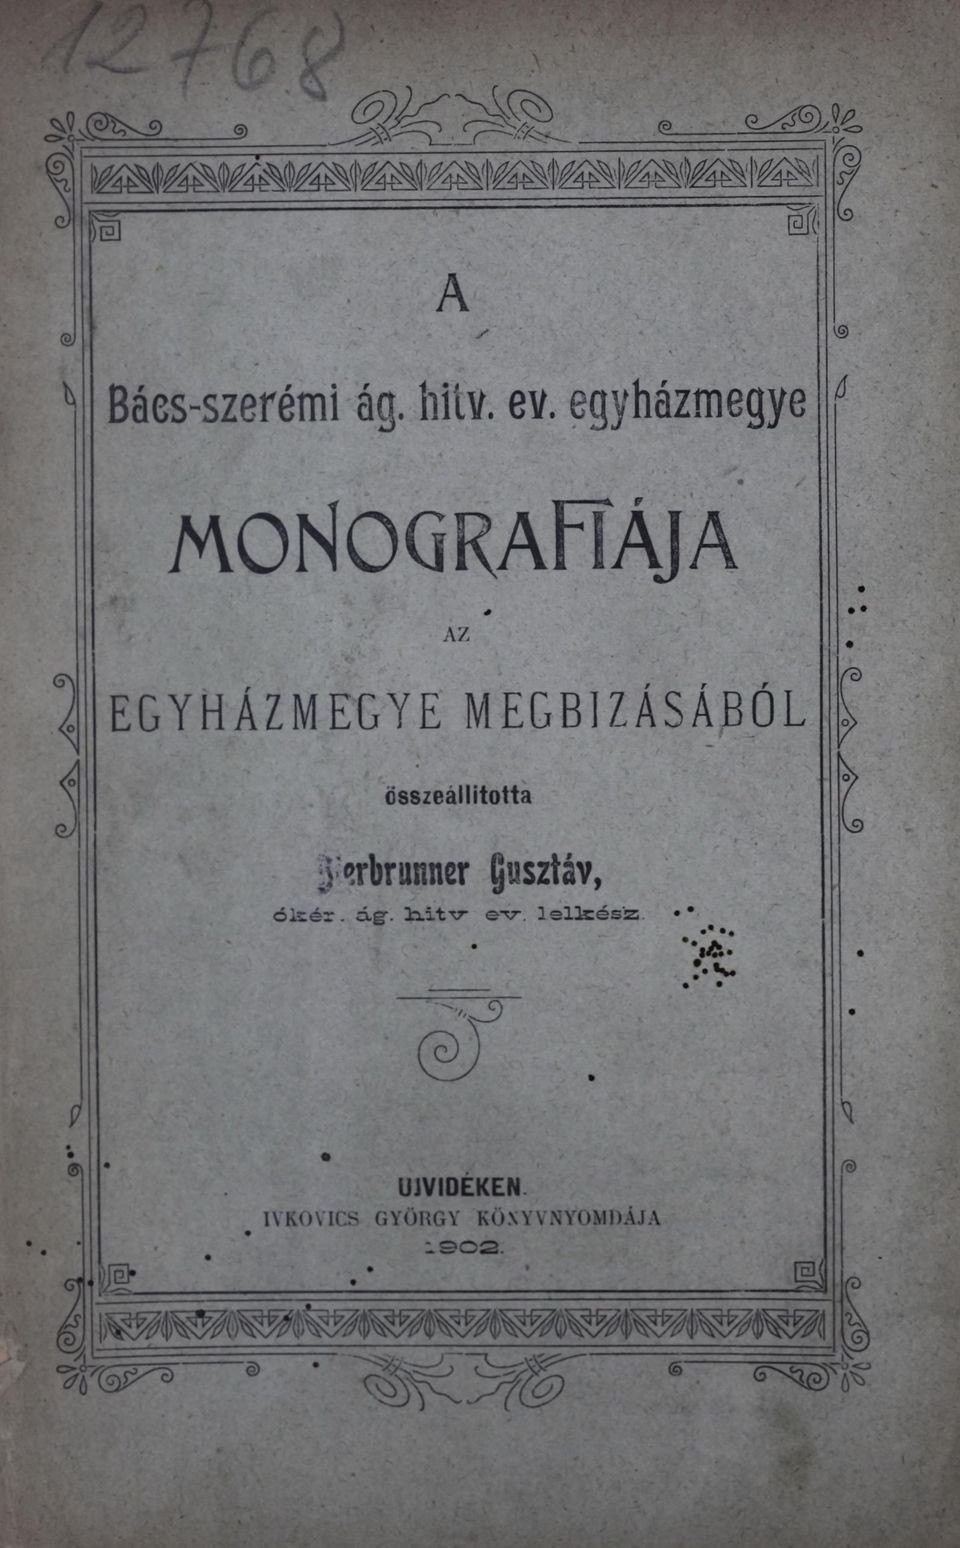 12768
A
Bács-szerémi ág. hitv. ev. egyházmegye
MONOGRAFIÁJA
AZ
EGYHÁZMEGYE MEGBIZÁSÁBÓL
összeállitotta
Gusztáv,
ókér. ág. hitv ev. lelkész.
UJVIDÉKEN.
IVKOVICS GYÖRGY KÖNYVNYOMDÁJA
1902.